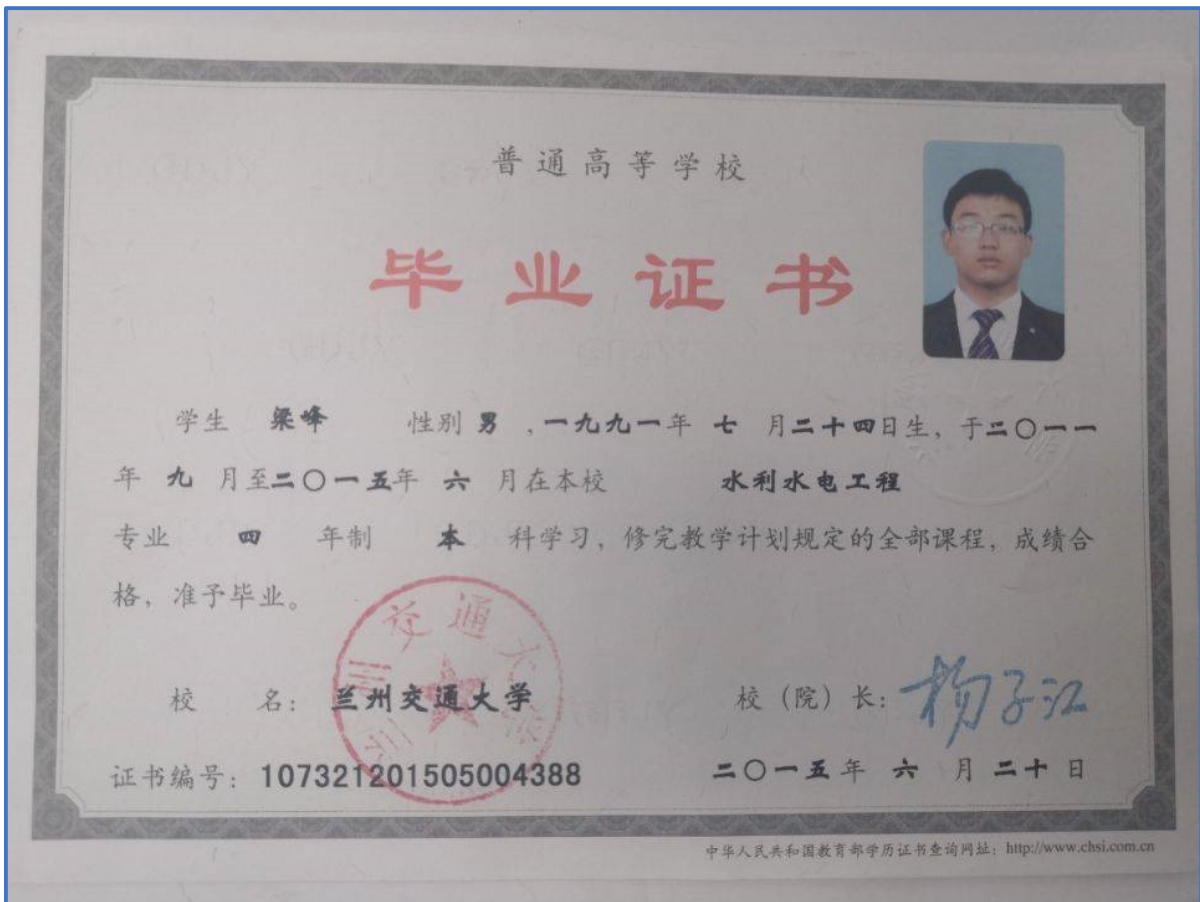 普通高等学校
毕业证书
学生 梁峰 性别 男 ,一九九一年 七 月二十四日生，于二〇一一
年 九 月至二〇一五年 六 月在本校 水利水电工程
专业 四 年制 本 科学习，修完教学计划规定的全部课程，成绩合
格，准予毕业。
兰州交通大学
校 名：兰州交通大学 校（院）长：杨子江
证书编号：107321201505004388 二〇一五年 六 月 二十 日
中华人民共和国教育部学历证书查询网址：http://www.chsi.com.cn